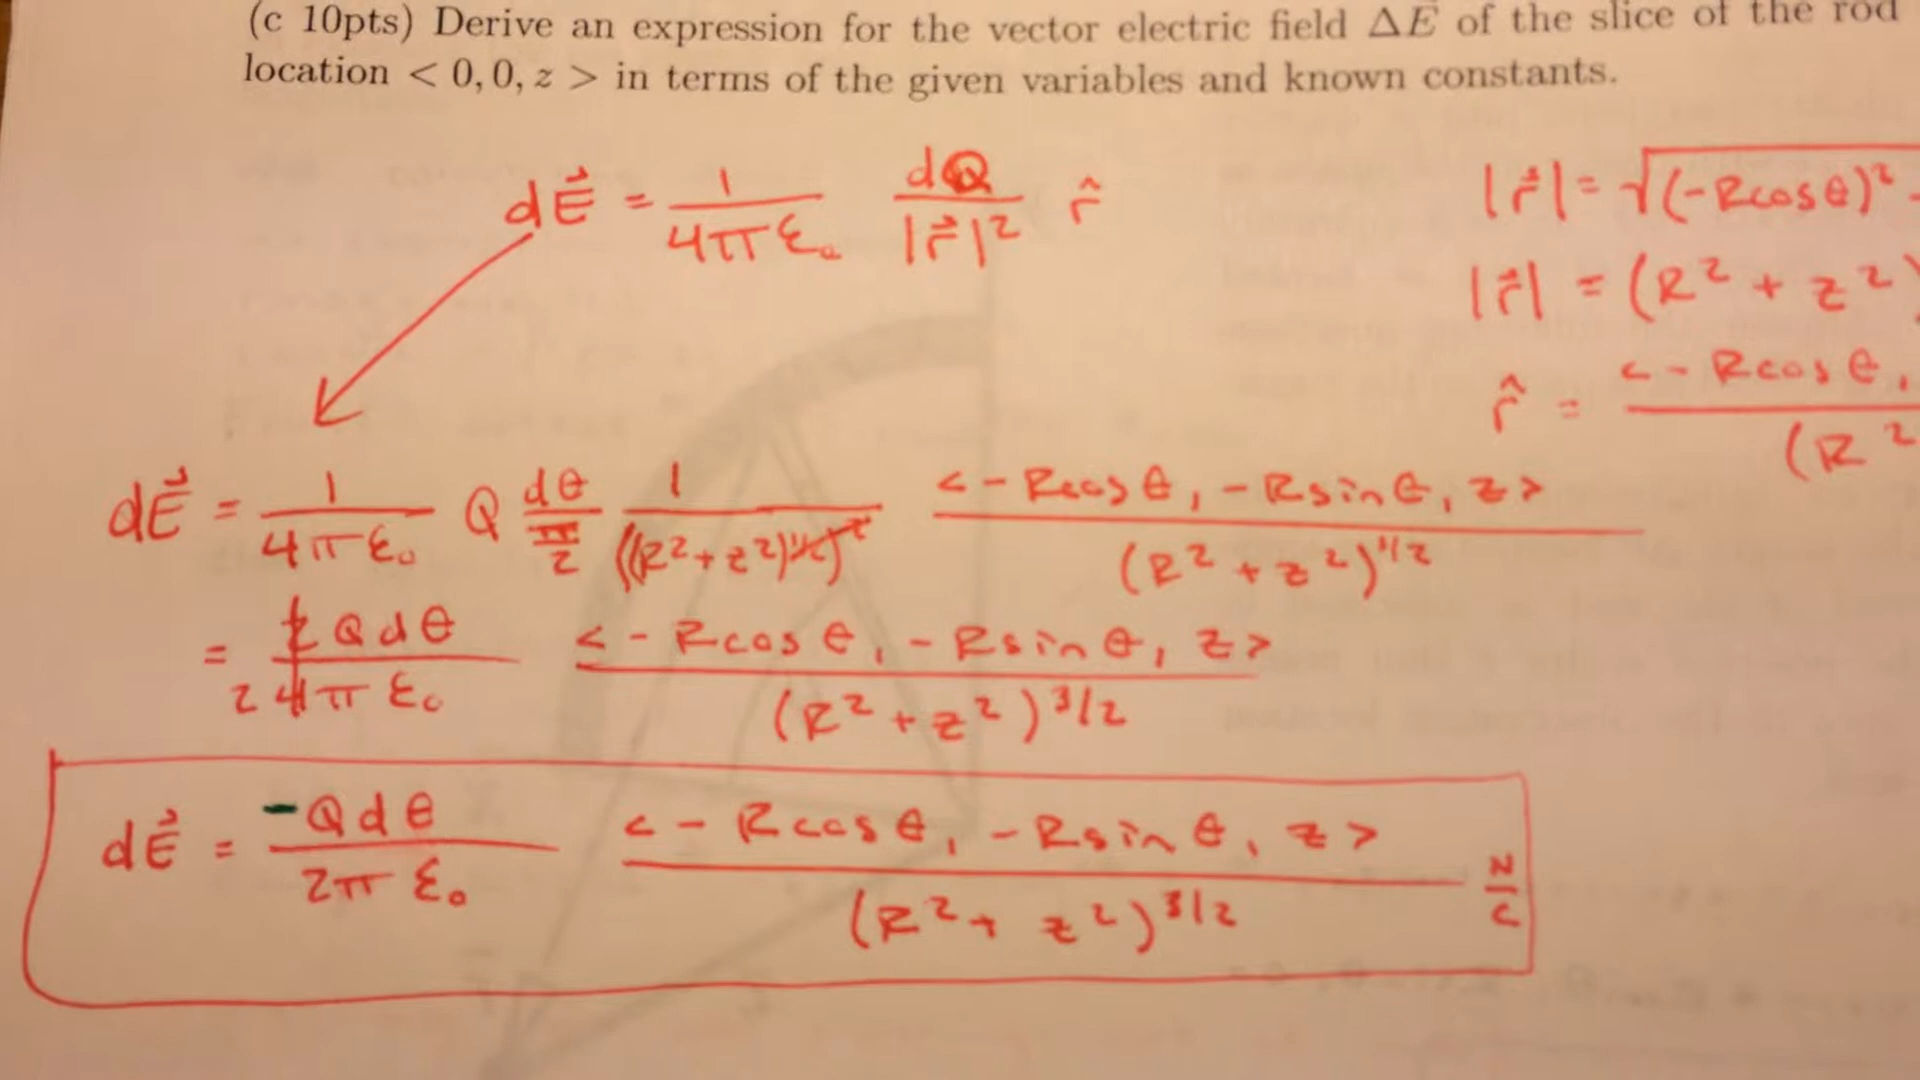 (c 10pts) Derive an expression for the vector electric field ΔE⃗ of the slice of the rod
location < 0, 0, z > in terms of the given variables and known constants.
dE⃗ = 1/(4πε₀) dQ/|r⃗|² r̂
|r⃗| = √(-Rcosθ)²
|r⃗| = (R² + z²)
r̂ = <-Rcosθ, / (R²
dE⃗ = 1/(4πε₀) Q dθ/(π/2) 1/((R²+z²)^1/2)² <-Rcosθ, -Rsinθ, z>/(R²+z²)^1/2
= 2Qdθ/(2 4πε₀) <-Rcosθ, -Rsinθ, z>/(R²+z²)^3/2
dE⃗ = -Qdθ/(2πε₀) <-Rcosθ, -Rsinθ, z>/(R²+z²)^3/2 N/C